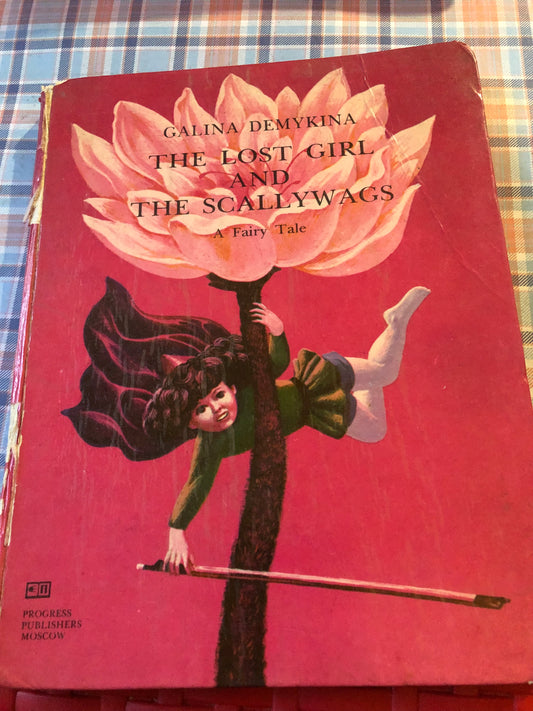 GALINA DEMYKINA
THE LOST GIRL
AND
THE SCALLYWAGS
A Fairy Tale
PROGRESS
PUBLISHERS
MOSCOW